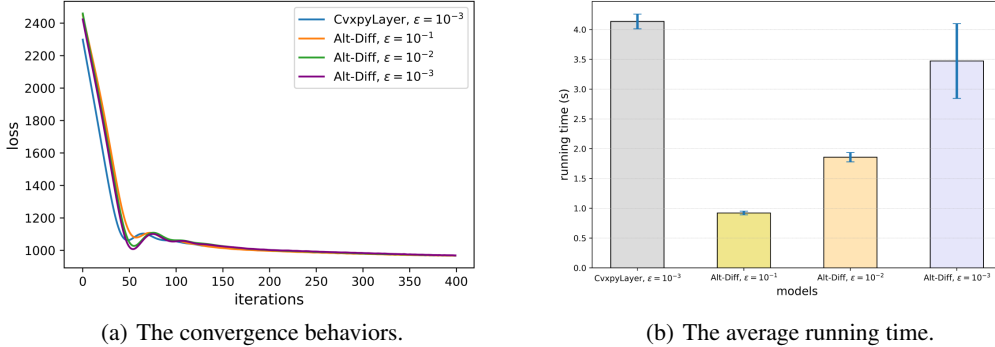 2400
2200
2000
1800
1600
1400
1200
1000
loss
0 50 100 150 200 250 300 350 400
iterations
CvxpyLayer, ε = 10⁻³
Alt-Diff, ε = 10⁻¹
Alt-Diff, ε = 10⁻²
Alt-Diff, ε = 10⁻³
(a) The convergence behaviors.
4.0
3.5
3.0
2.5
2.0
1.5
1.0
0.5
0.0
running time (s)
CvxpyLayer, ε = 10⁻³ Alt-Diff, ε = 10⁻¹ Alt-Diff, ε = 10⁻² Alt-Diff, ε = 10⁻³
models
(b) The average running time.